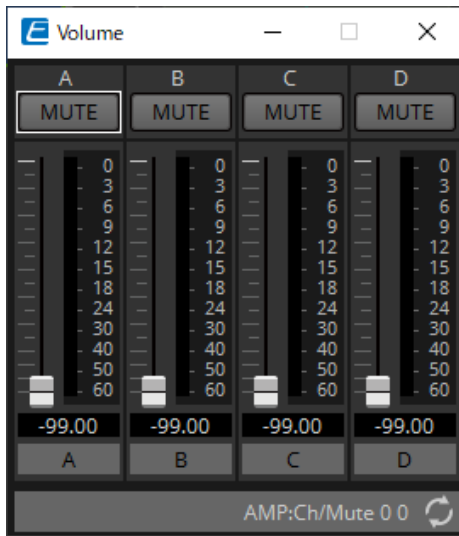 E Volume
A B C D
MUTE MUTE MUTE MUTE
0 0 0 0
3 3 3 3
6 6 6 6
9 9 9 9
12 12 12 12
15 15 15 15
18 18 18 18
24 24 24 24
30 30 30 30
40 40 40 40
50 50 50 50
60 60 60 60
-99.00 -99.00 -99.00 -99.00
A B C D
AMP:Ch/Mute 0 0